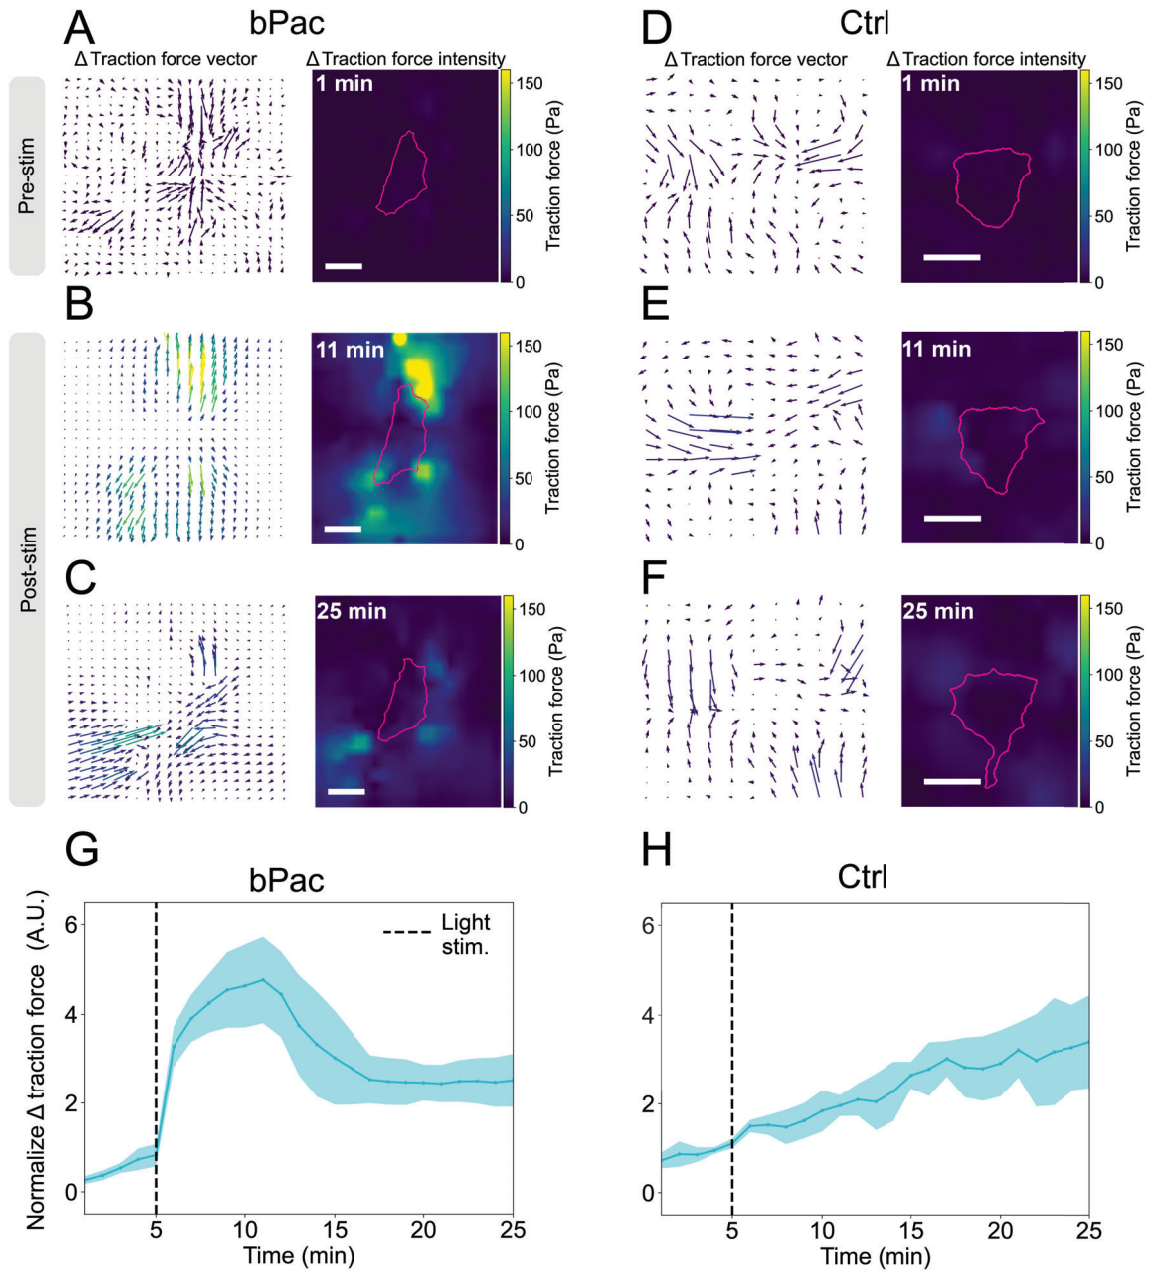 A
bPac
D
Ctrl
Δ Traction force vector
Δ Traction force intensity
Δ Traction force vector
Δ Traction force intensity
Pre-stim
1 min
150
100
50
0
Traction force (Pa)
1 min
150
100
50
0
Traction force (Pa)
B
E
Post-stim
11 min
150
100
50
0
Traction force (Pa)
11 min
150
100
50
0
Traction force (Pa)
C
F
25 min
150
100
50
0
Traction force (Pa)
25 min
150
100
50
0
Traction force (Pa)
G
bPac
H
Ctrl
Normalize Δ traction force (A.U.)
6
4
2
0
Light
stim.
5
10
15
20
25
Time (min)
6
4
2
0
5
10
15
20
25
Time (min)